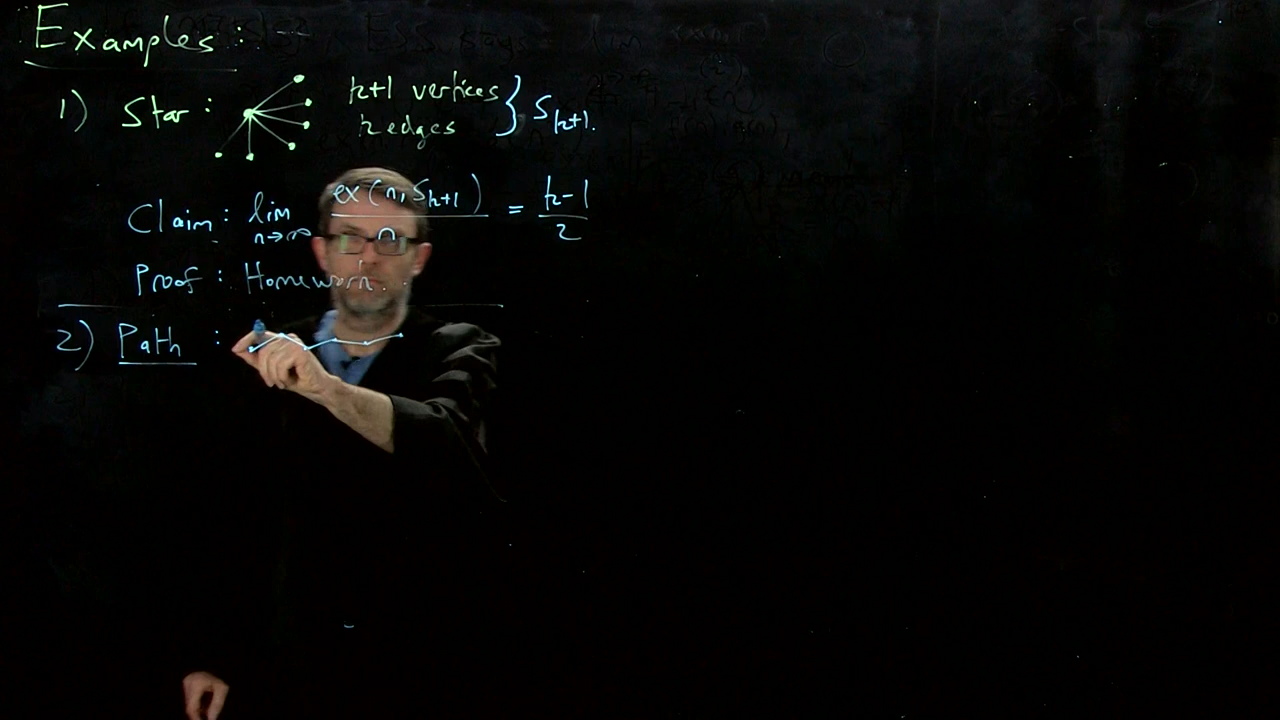 Examples :
1) Star : k+1 vertices
k edges } S_{k+1}.
Claim : lim_{n→∞} ex(n, S_{k+1}) / n = k-1 / 2
Proof : Homework.
2) Path :